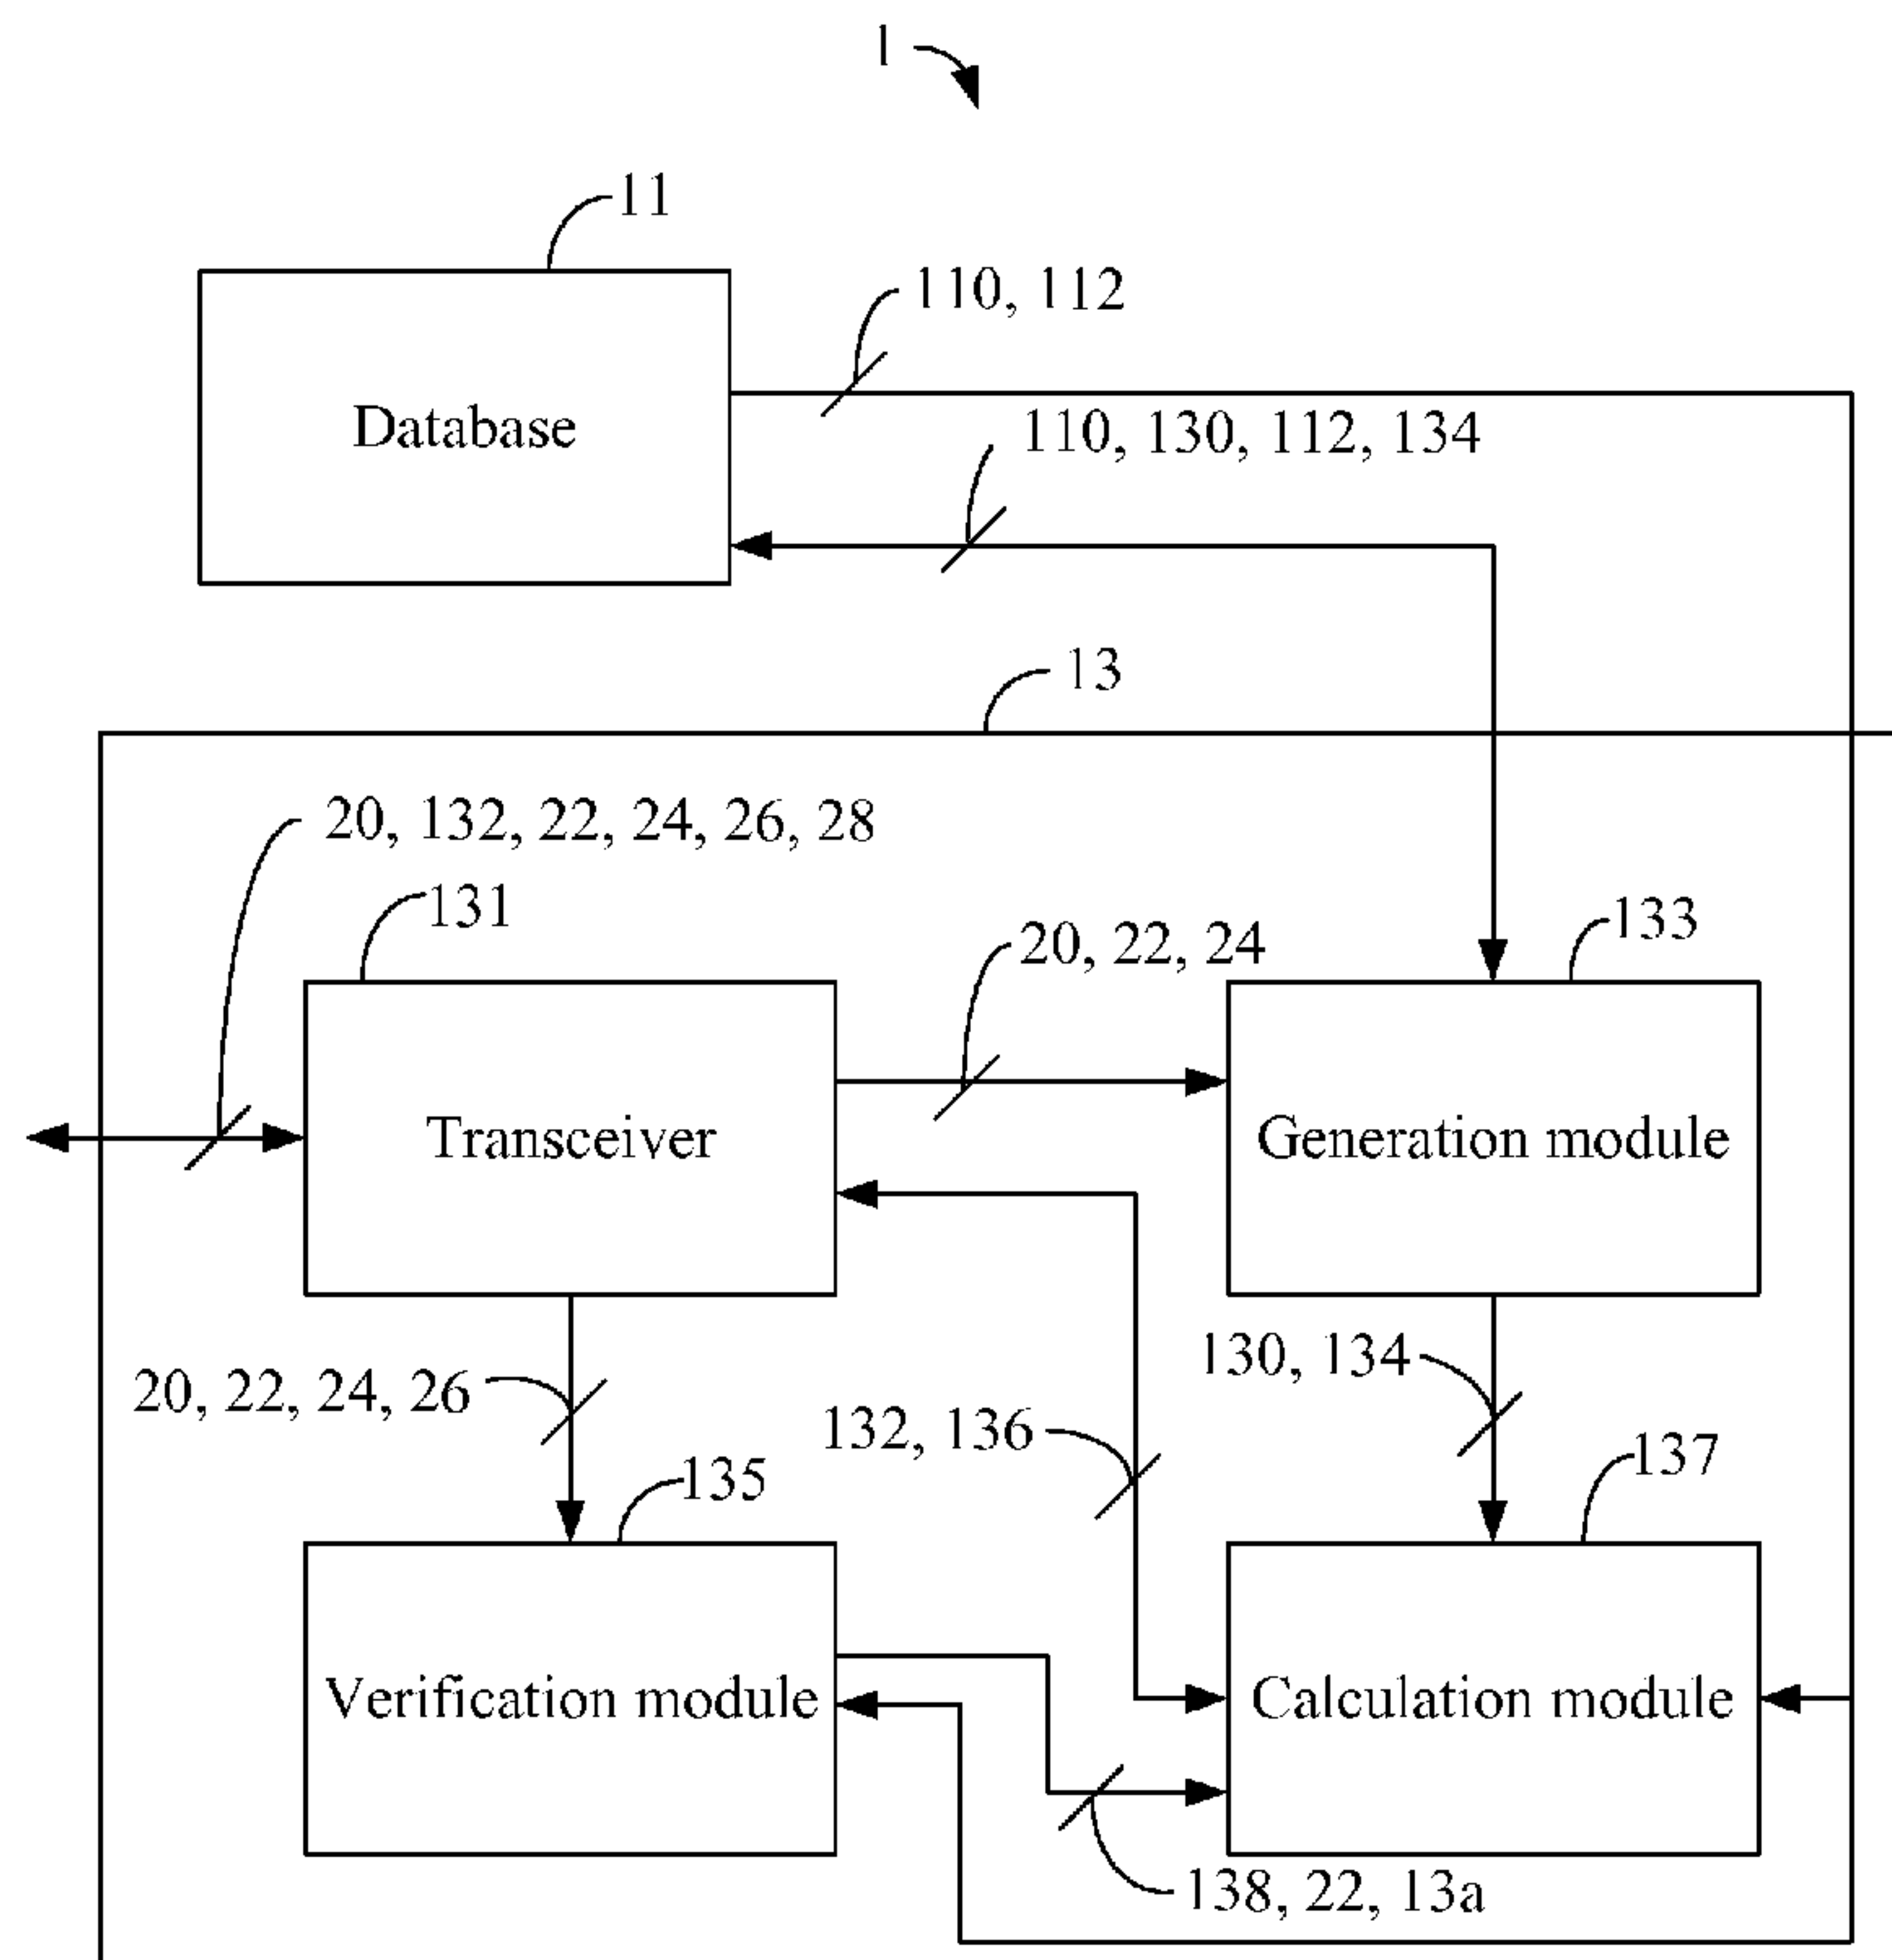 1
11
110, 112
Database
110, 130, 112, 134
13
20, 132, 22, 24, 26, 28
131
133
20, 22, 24
Transceiver
Generation module
130, 134
20, 22, 24, 26
132, 136
137
135
Verification module
Calculation module
138, 22, 13a